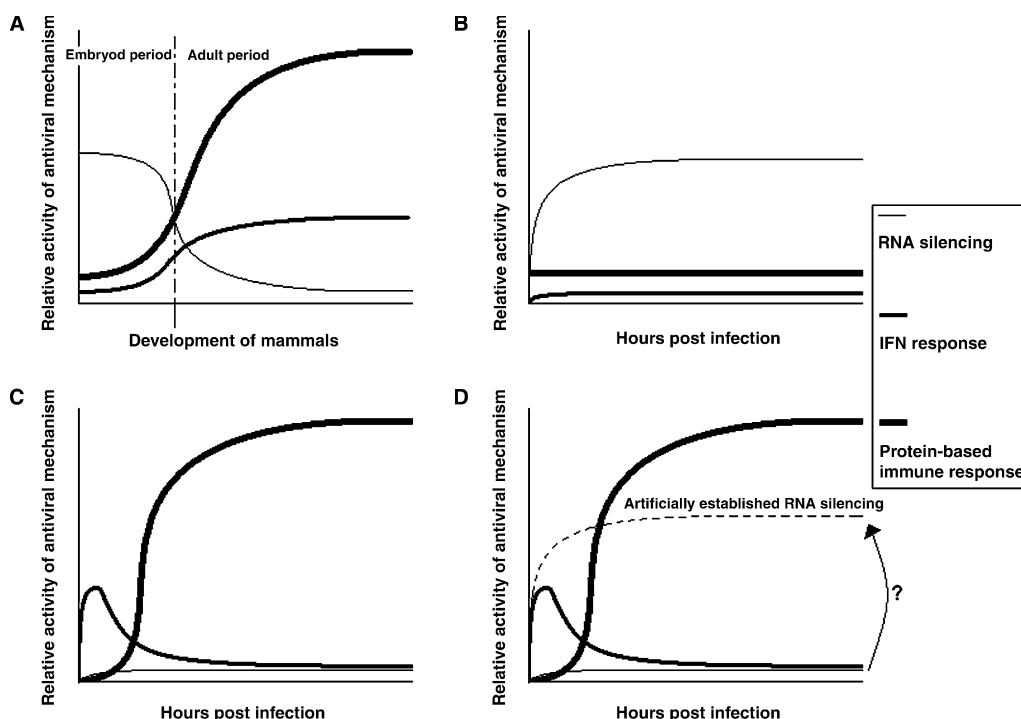 A
Relative activity of antiviral mechanism
Embryod period
Adult period
Development of mammals
B
Relative activity of antiviral mechanism
Hours post infection
RNA silencing
IFN response
Protein-based
immune response
C
Relative activity of antiviral mechanism
Hours post infection
D
Relative activity of antiviral mechanism
Artificially established RNA silencing
?
Hours post infection